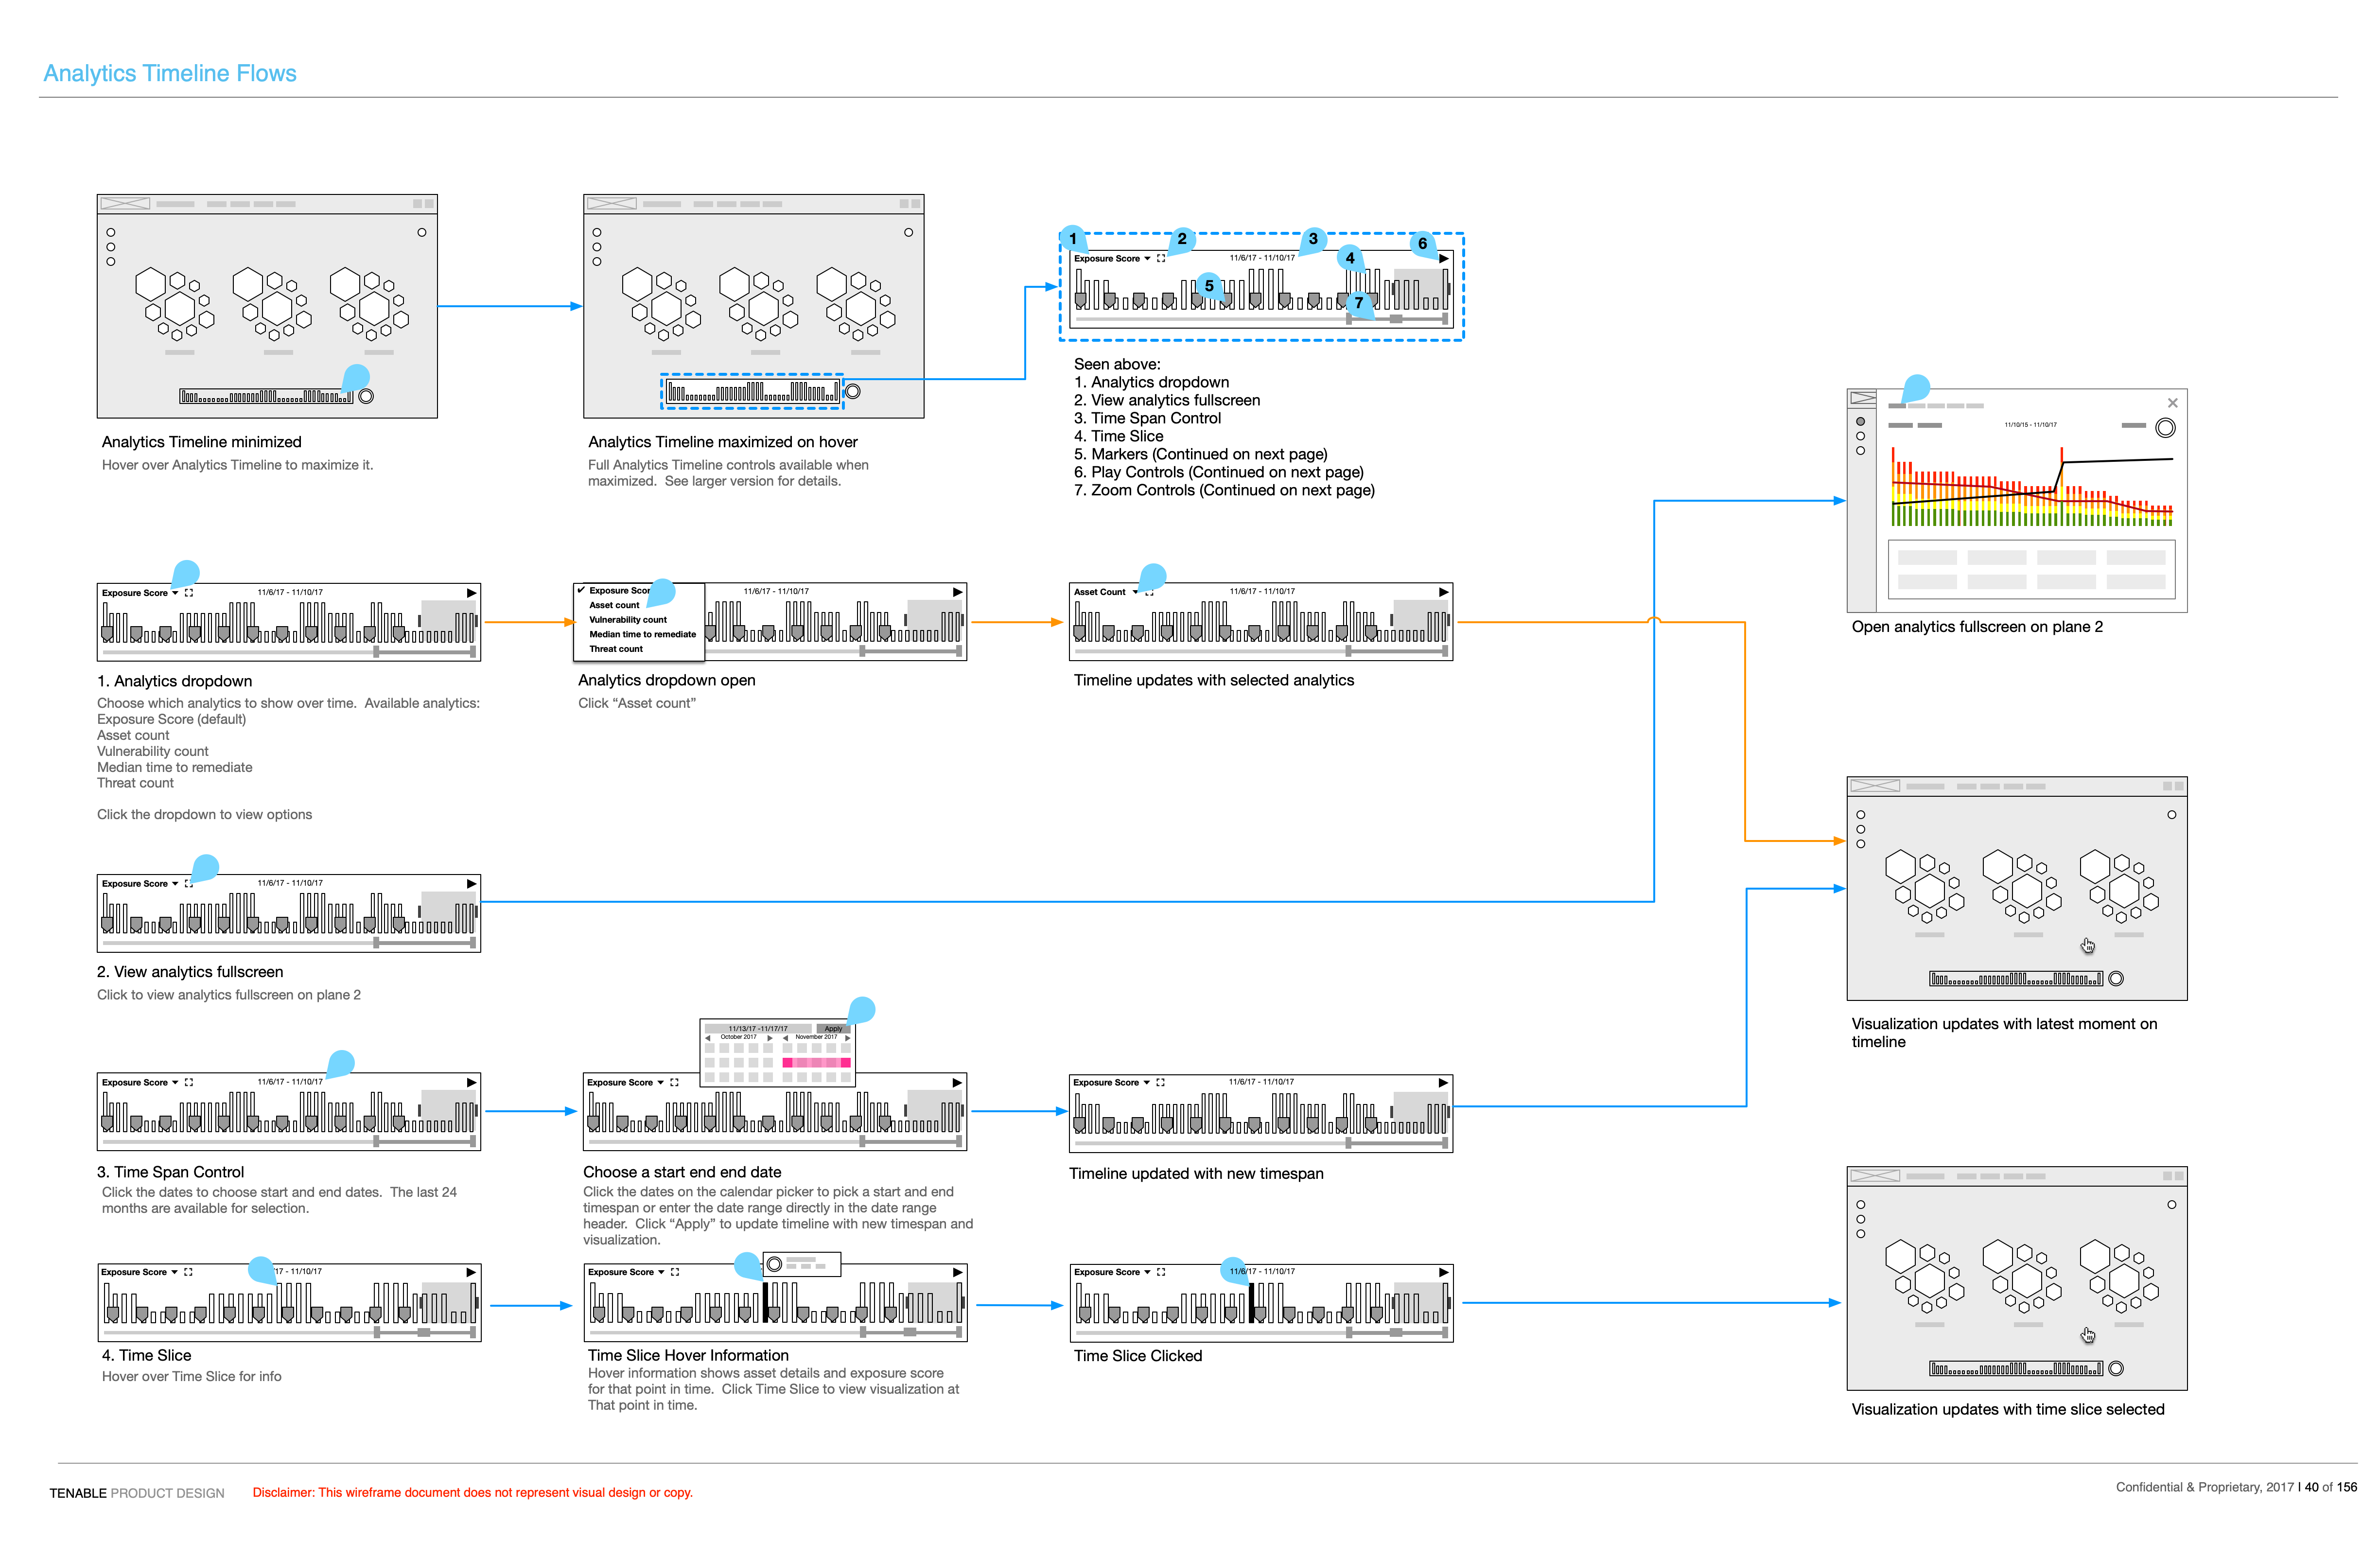 Analytics Timeline Flows
Analytics Timeline minimized
Hover over Analytics Timeline to maximize it.
Analytics Timeline maximized on hover
Full Analytics Timeline controls available when
maximized.  See larger version for details.
1
2
3
4
5
6
7
Exposure Score
11/6/17 - 11/10/17
Seen above:
1. Analytics dropdown
2. View analytics fullscreen
3. Time Span Control
4. Time Slice
5. Markers (Continued on next page)
6. Play Controls (Continued on next page)
7. Zoom Controls (Continued on next page)
11/10/15 - 11/10/17
Open analytics fullscreen on plane 2
Exposure Score
11/6/17 - 11/10/17
1. Analytics dropdown
Choose which analytics to show over time.  Available analytics:
Exposure Score (default)
Asset count
Vulnerability count
Median time to remediate
Threat count
Click the dropdown to view options
✓ Exposure Scor
Asset count
Vulnerability count
Median time to remediate
Threat count
11/6/17 - 11/10/17
Analytics dropdown open
Click “Asset count”
Asset Count
11/6/17 - 11/10/17
Timeline updates with selected analytics
Exposure Score
11/6/17 - 11/10/17
2. View analytics fullscreen
Click to view analytics fullscreen on plane 2
Visualization updates with latest moment on
timeline
Exposure Score
11/6/17 - 11/10/17
3. Time Span Control
Click the dates to choose start and end dates.  The last 24
months are available for selection.
11/13/17 -11/17/17
Apply
October 2017
November 2017
Exposure Score
Choose a start end end date
Click the dates on the calendar picker to pick a start and end
timespan or enter the date range directly in the date range
header.  Click “Apply” to update timeline with new timespan and
visualization.
Exposure Score
11/6/17 - 11/10/17
Timeline updated with new timespan
Exposure Score
17 - 11/10/17
4. Time Slice
Hover over Time Slice for info
Exposure Score
Time Slice Hover Information
Hover information shows asset details and exposure score
for that point in time.  Click Time Slice to view visualization at
That point in time.
Exposure Score
11/6/17 - 11/10/17
Time Slice Clicked
Visualization updates with time slice selected
TENABLE PRODUCT DESIGN
Disclaimer: This wireframe document does not represent visual design or copy.
Confidential & Proprietary, 2017 | 40 of 156